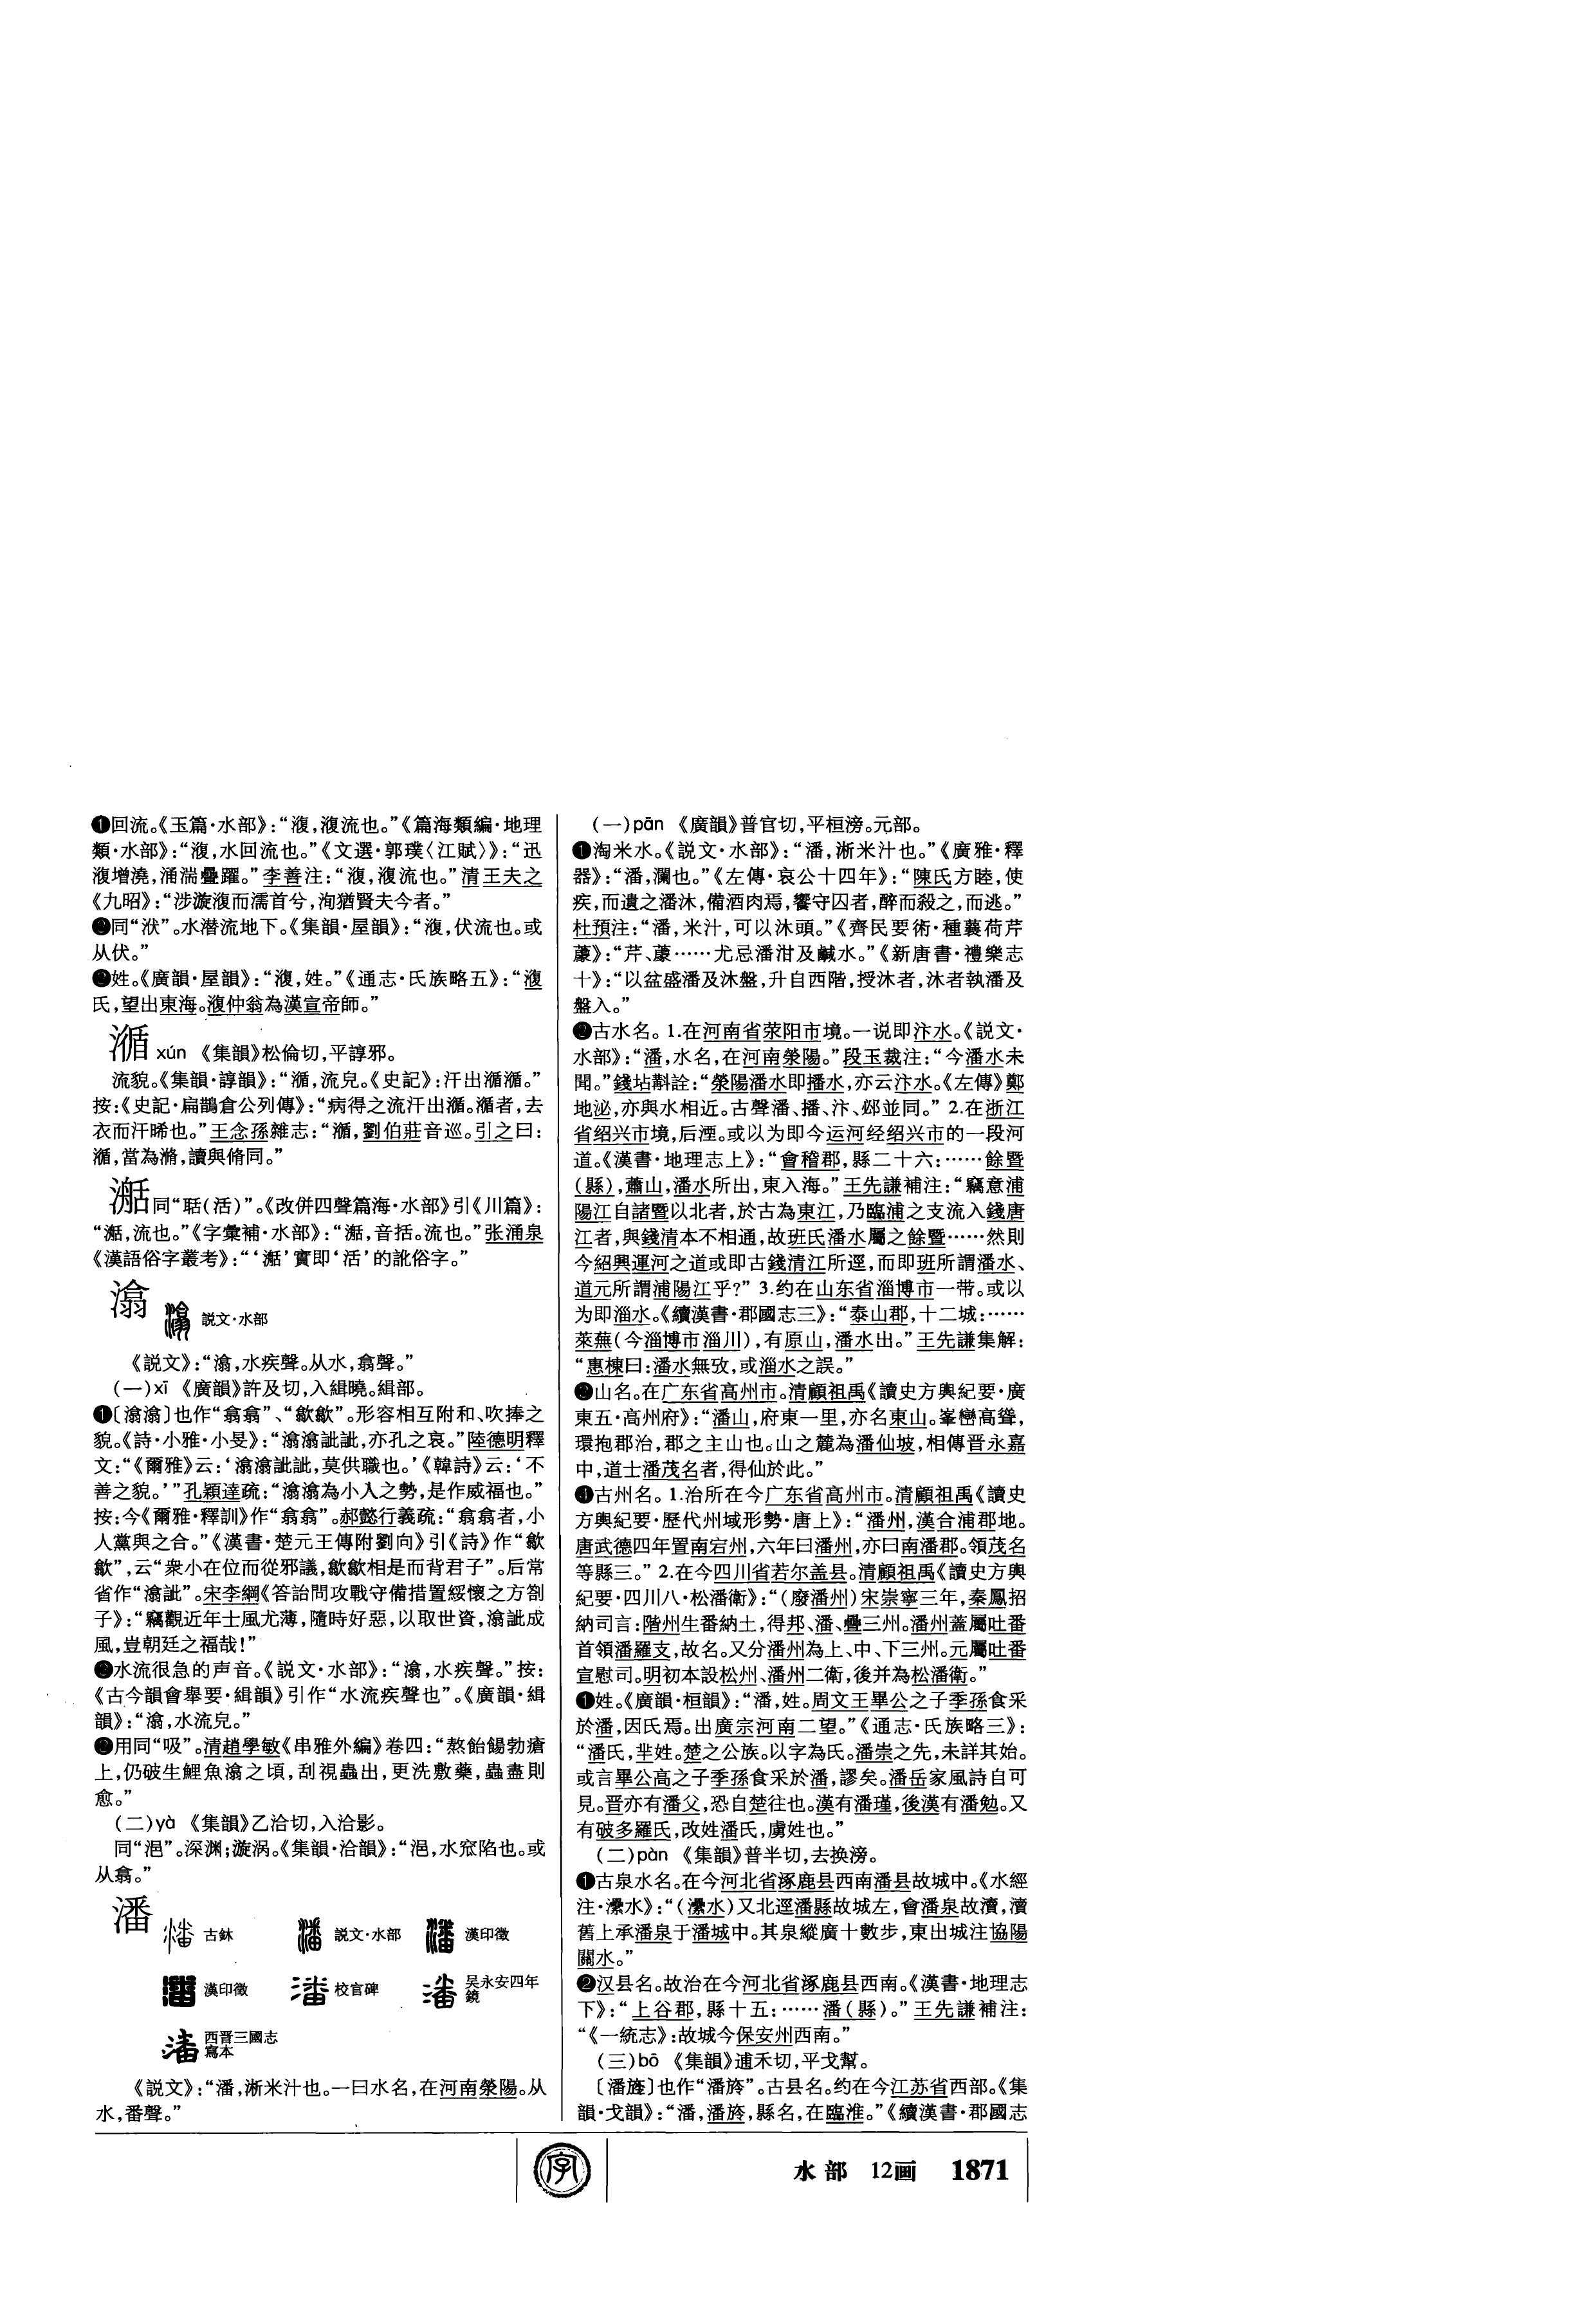 ❶回流。《玉篇·水部》：“澓，澓流也。”《篇海類編·地理
類·水部》：“澓，水回流也。”《文選·郭璞〈江賦〉》：“迅
澓增澆，涌湍疊躍。”李善注：“澓，澓流也。”清王夫之
《九昭》：“涉漩澓而濡首兮，洵猶賢夫今者。”
❷同“洑”。水潜流地下。《集韻·屋韻》：“澓，伏流也。或
从伏。”
❷姓。《廣韻·屋韻》：“澓，姓。”《通志·氏族略五》：“澓
氏，望出東海。澓仲翁為漢宣帝師。”
漘 xún 《集韻》松倫切，平諄邪。
流貌。《集韻·諄韻》：“㵌，流皃。《史記》：汗出㵌㵌。”
按：《史記·扁鵲倉公列傳》：“病得之流汗出㵌。㵌者，去
衣而汗晞也。”王念孫雜志：“㵌，劉伯莊音巡。引之曰：
㵌，當為滫，讀與脩同。”
同“𣴠（活）”。《改併四聲篇海·水部》引《川篇》：
“，流也。”《字彙補·水部》：“，音括。流也。”张涌泉
《漢語俗字叢考》：“‘’實即‘活’的訛俗字。”
潝
説文·水部
《説文》：“潝，水疾聲。从水，翕聲。”
（一）xī 《廣韻》許及切，入緝曉。緝部。
❶〔潝潝〕也作“翕翕”、“歙歙”。形容相互附和、吹捧之
貌。《詩·小雅·小旻》：“潝潝訿訿，亦孔之哀。”陸德明釋
文：“《爾雅》云：‘潝潝訿訿，莫供職也。’《韓詩》云：‘不
善之貌。’”孔穎達疏：“潝潝為小人之勢，是作威福也。”
按：今《爾雅·釋訓》作“翕翕”。郝懿行義疏：“翕翕者，小
人黨與之合。”《漢書·楚元王傳附劉向》引《詩》作“歙
歙”，云“衆小在位而從邪議，歙歙相是而背君子”。后常
省作“潝訿”。宋李綱《答詔問攻戰守備措置綏懷之方劄
子》：“竊觀近年士風尤薄，隨時好惡，以取世資，潝訿成
風，豈朝廷之福哉！”
❷水流很急的声音。《説文·水部》：“潝，水疾聲。”按：
《古今韻會舉要·緝韻》引作“水流疾聲也”。《廣韻·緝
韻》：“潝，水流皃。”
❷用同“吸”。清趙學敏《串雅外編》卷四：“熬飴餳勃瘡
上，仍破生鯉魚潝之頃，刮視蟲出，更洗敷藥，蟲盡則
愈。”
（二）yà 《集韻》乙洽切，入洽影。
同“浥”。深渊；漩涡。《集韻·洽韻》：“浥，水窊陷也。或
从翕。”
潘
古鉥 説文·水部 漢印徵
漢印徵 校官碑 吴永安四年鏡
西晋三國志寫本
《説文》：“潘，淅米汁也。一曰水名，在河南滎陽。从
水，番聲。”
（一）pān 《廣韻》普官切，平桓滂。元部。
❶淘米水。《説文·水部》：“潘，淅米汁也。”《廣雅·釋
器》：“潘，瀾也。”《左傳·哀公十四年》：“陳氏方睦，使
疾，而遺之潘沐，備酒肉焉，饗守囚者，醉而殺之，而逃。”
杜預注：“潘，米汁，可以沐頭。”《齊民要術·種蘘荷芹
䕯》：“芹、䕯……尤忌潘泔及鹹水。”《新唐書·禮樂志
十》：“以盆盛潘及沐盤，升自西階，授沐者，沐者執潘及
盤入。”
❷古水名。1.在河南省荥阳市境。一说即汴水。《説文·
水部》：“潘，水名，在河南滎陽。”段玉裁注：“今潘水未
聞。”錢坫斠詮：“滎陽潘水即播水，亦云汴水。《左傳》鄭
地泌，亦與水相近。古聲潘、播、汴、邲並同。” 2.在浙江
省绍兴市境，后湮。或以为即今运河经绍兴市的一段河
道。《漢書·地理志上》：“會稽郡，縣二十六：……餘暨
（縣），蕭山，潘水所出，東入海。”王先謙補注：“竊意浦
陽江自諸暨以北者，於古為東江，乃臨浦之支流入錢唐
江者，與錢清本不相通，故班氏潘水屬之餘暨……然則
今紹興運河之道或即古錢清江所逕，而即班所謂潘水、
道元所謂浦陽江乎？” 3.约在山东省淄博市一带。或以
为即淄水。《續漢書·郡國志三》：“泰山郡，十二城：……
萊蕪（今淄博市淄川），有原山，潘水出。”王先謙集解：
“惠棟曰：潘水無攷，或淄水之誤。”
❷山名。在广东省高州市。清顧祖禹《讀史方輿紀要·廣
東五·高州府》：“潘山，府東一里，亦名東山。峯巒高聳，
環抱郡治，郡之主山也。山之麓為潘仙坡，相傳晋永嘉
中，道士潘茂名者，得仙於此。”
❹古州名。1.治所在今广东省高州市。清顧祖禹《讀史
方輿紀要·歷代州域形勢·唐上》：“潘州，漢合浦郡地。
唐武德四年置南宕州，六年曰潘州，亦曰南潘郡。領茂名
等縣三。” 2.在今四川省若尔盖县。清顧祖禹《讀史方輿
紀要·四川八·松潘衛》：“（廢潘州）宋崇寧三年，秦鳳招
納司言：階州生番納土，得邦、潘、疊三州。潘州蓋屬吐番
首領潘羅支，故名。又分潘州為上、中、下三州。元屬吐番
宣慰司。明初本設松州、潘州二衛，後并為松潘衛。”
❶姓。《廣韻·桓韻》：“潘，姓。周文王畢公之子季孫食采
於潘，因氏焉。出廣宗河南二望。”《通志·氏族略三》：
“潘氏，芈姓。楚之公族。以字為氏。潘崇之先，未詳其始。
或言畢公高之子季孫食采於潘，謬矣。潘岳家風詩自可
見。晋亦有潘父，恐自楚往也。漢有潘瑾，後漢有潘勉。又
有破多羅氏，改姓潘氏，虜姓也。”
（二）pàn 《集韻》普半切，去换滂。
❶古泉水名。在今河北省涿鹿县西南潘县故城中。《水經
注·㶟水》：“（㶟水）又北逕潘縣故城左，會潘泉故瀆，瀆
舊上承潘泉于潘城中。其泉縱廣十數步，東出城注協陽
關水。”
❷汉县名。故治在今河北省涿鹿县西南。《漢書·地理志
下》：“上谷郡，縣十五：……潘（縣）。”王先謙補注：
“《一統志》：故城今保安州西南。”
（三）bō 《集韻》逋禾切，平戈幫。
〔潘旌〕也作“潘旍”。古县名。约在今江苏省西部。《集
韻·戈韻》：“潘，潘旍，縣名，在臨淮。”《續漢書·郡國志
字
水部 12画 1871